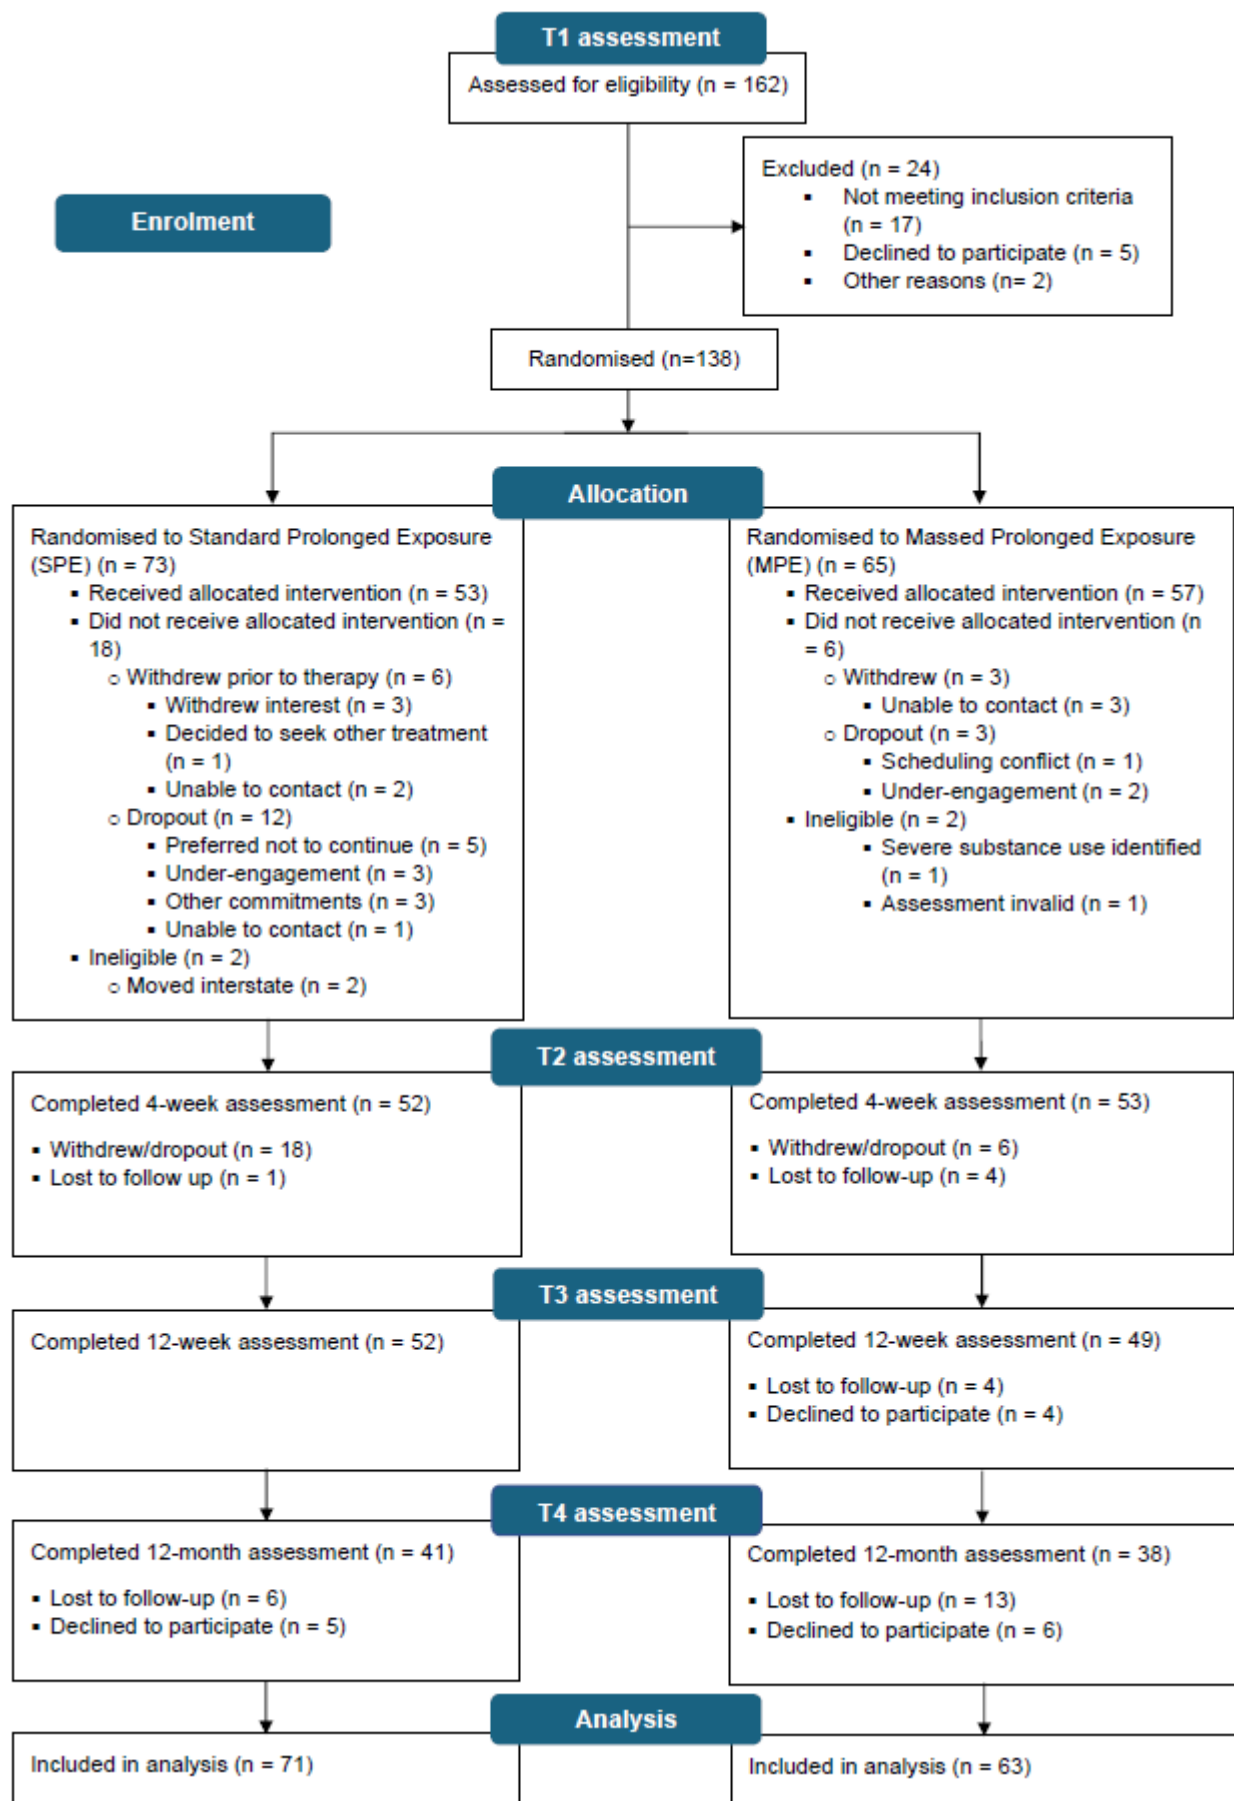 T1 assessment
Assessed for eligibility (n = 162)
Excluded (n = 24)
▪ Not meeting inclusion criteria
(n = 17)
▪ Declined to participate (n = 5)
▪ Other reasons (n= 2)
Enrolment
Randomised (n=138)
Allocation
Randomised to Standard Prolonged Exposure
(SPE) (n = 73)
▪ Received allocated intervention (n = 53)
▪ Did not receive allocated intervention (n =
18)
o Withdrew prior to therapy (n = 6)
▪ Withdrew interest (n = 3)
▪ Decided to seek other treatment
(n = 1)
▪ Unable to contact (n = 2)
o Dropout (n = 12)
▪ Preferred not to continue (n = 5)
▪ Under-engagement (n = 3)
▪ Other commitments (n = 3)
▪ Unable to contact (n = 1)
▪ Ineligible (n = 2)
o Moved interstate (n = 2)
Randomised to Massed Prolonged Exposure
(MPE) (n = 65)
▪ Received allocated intervention (n = 57)
▪ Did not receive allocated intervention (n
= 6)
o Withdrew (n = 3)
▪ Unable to contact (n = 3)
o Dropout (n = 3)
▪ Scheduling conflict (n = 1)
▪ Under-engagement (n = 2)
▪ Ineligible (n = 2)
▪ Severe substance use identified
(n = 1)
▪ Assessment invalid (n = 1)
T2 assessment
Completed 4-week assessment (n = 52)
▪ Withdrew/dropout (n = 18)
▪ Lost to follow up (n = 1)
Completed 4-week assessment (n = 53)
▪ Withdrew/dropout (n = 6)
▪ Lost to follow-up (n = 4)
T3 assessment
Completed 12-week assessment (n = 52)
Completed 12-week assessment (n = 49)
▪ Lost to follow-up (n = 4)
▪ Declined to participate (n = 4)
T4 assessment
Completed 12-month assessment (n = 41)
▪ Lost to follow-up (n = 6)
▪ Declined to participate (n = 5)
Completed 12-month assessment (n = 38)
▪ Lost to follow-up (n = 13)
▪ Declined to participate (n = 6)
Analysis
Included in analysis (n = 71)
Included in analysis (n = 63)